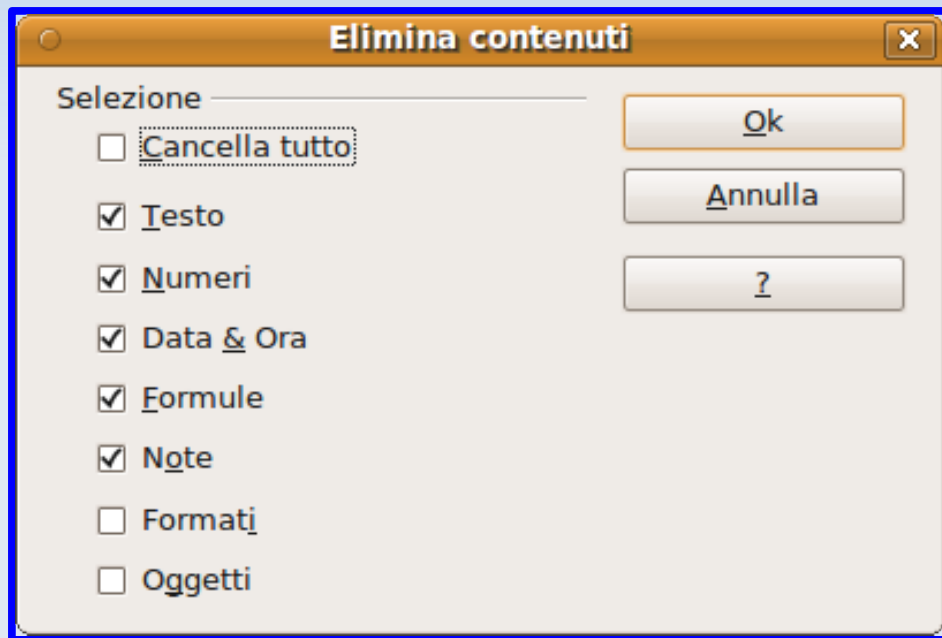 Elimina contenuti
Selezione
Cancella tutto
Testo
Numeri
Data & Ora
Formule
Note
Formati
Oggetti
Ok
Annulla
?